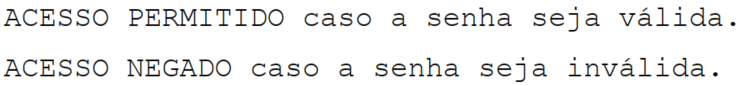 ACESSO PERMITIDO caso a senha seja válida.
ACESSO NEGADO caso a senha seja inválida.